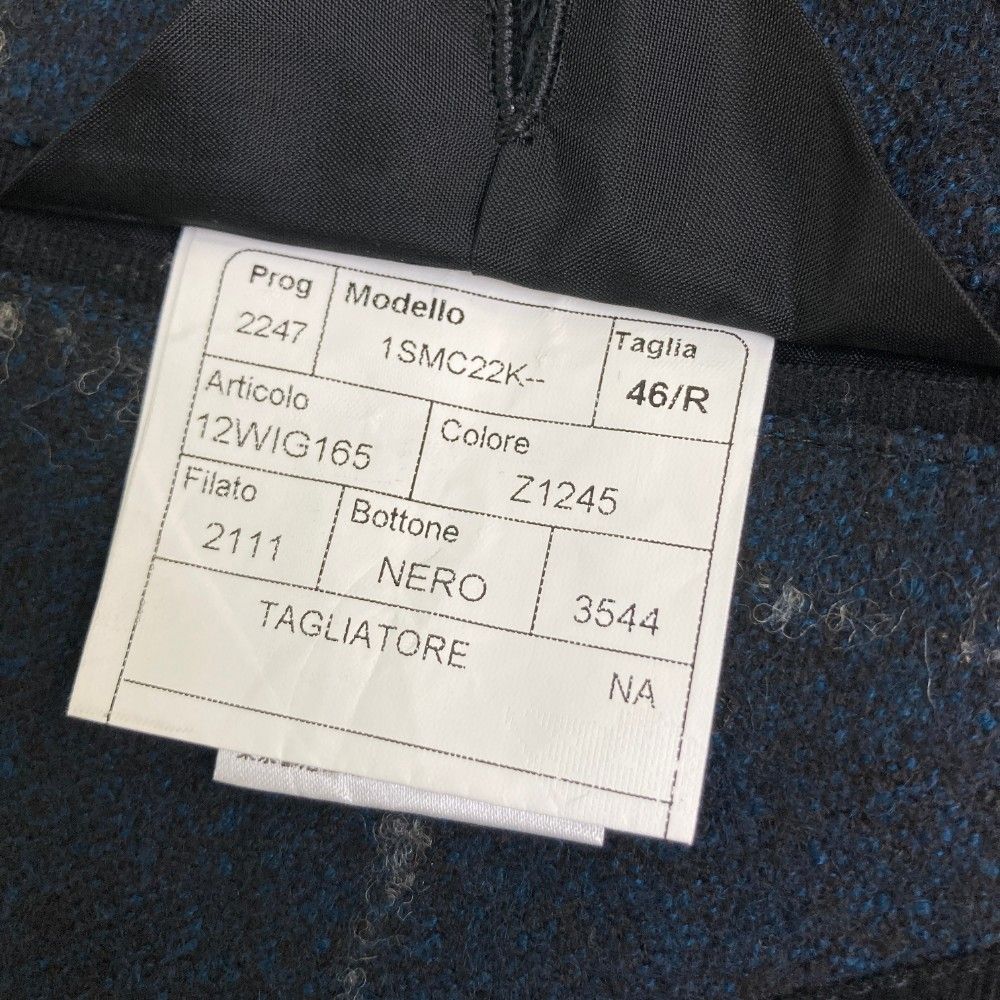 Prog Modello Taglia
2247 1SMC22K-- 46/R
Articolo Colore
12WIG165 Z1245
Filato Bottone
2111 NERO 3544
TAGLIATORE
NA